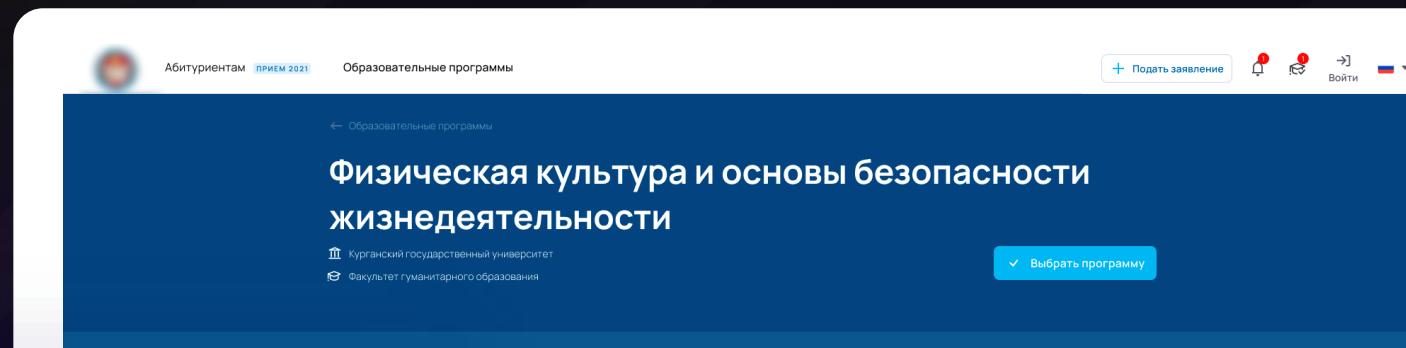 Абитуриентам ПРИЕМ 2021 Образовательные программы + Подать заявление 1 1 Войти
← Образовательные программы
Физическая культура и основы безопасности
жизнедеятельности
Курганский государственный университет
Выбрать программу
Факультет гуманитарного образования